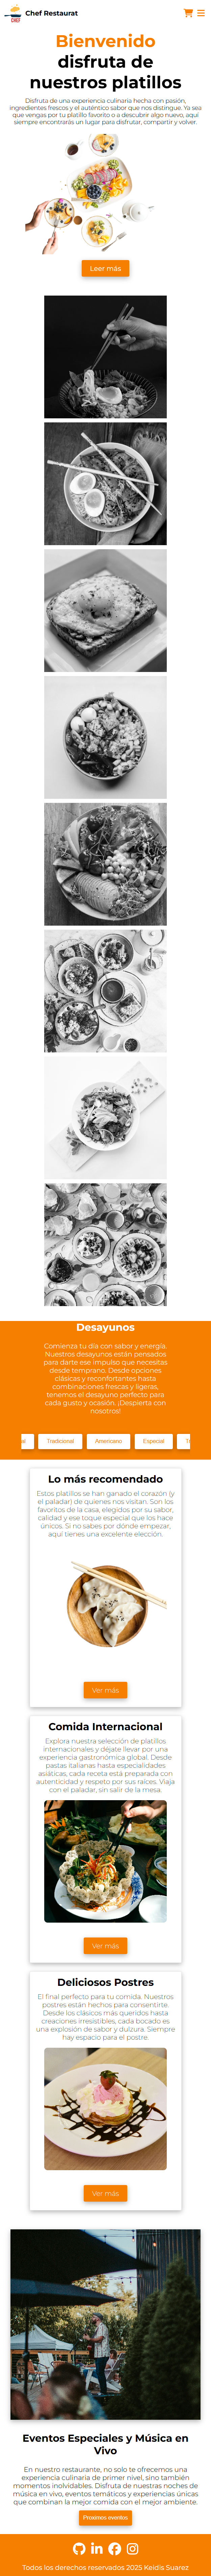 Chef Restaurat
Bienvenido
disfruta de
nuestros platillos
Disfruta de una experiencia culinaria hecha con pasión,
ingredientes frescos y el auténtico sabor que nos distingue. Ya sea
que vengas por tu platillo favorito o a descubrir algo nuevo, aquí
siempre encontrarás un lugar para disfrutar, compartir y volver.
Leer más
Desayunos
Comienza tu día con sabor y energía.
Nuestros desayunos están pensados
para darte ese impulso que necesitas
desde temprano. Desde opciones
clásicas y reconfortantes hasta
combinaciones frescas y ligeras,
tenemos el desayuno perfecto para
cada gusto y ocasión. ¡Despierta con
nosotros!
Tradicional Americano Especial
Lo más recomendado
Estos platillos se han ganado el corazón (y
el paladar) de quienes nos visitan. Son los
favoritos de la casa, elegidos por su sabor,
calidad y ese toque especial que los hace
únicos. Si no sabes por dónde empezar,
aquí tienes una excelente elección.
Ver más
Comida Internacional
Explora nuestra selección de platillos
internacionales y déjate llevar por una
experiencia gastronómica global. Desde
pastas italianas hasta especialidades
asiáticas, cada receta está preparada con
autenticidad y respeto por sus raíces. Viaja
con el paladar, sin salir de la mesa.
Ver más
Deliciosos Postres
El final perfecto para tu comida. Nuestros
postres están hechos para consentirte.
Desde los clásicos más queridos hasta
creaciones irresistibles, cada bocado es
una explosión de sabor y dulzura. Siempre
hay espacio para el postre.
Ver más
Eventos Especiales y Música en
Vivo
En nuestro restaurante, no solo te ofrecemos una
experiencia culinaria de primer nivel, sino también
momentos inolvidables. Disfruta de nuestras noches de
música en vivo, eventos temáticos y experiencias únicas
que combinan la mejor comida con el mejor ambiente.
Proximos eventos
Todos los derechos reservados 2025 Keidis Suarez